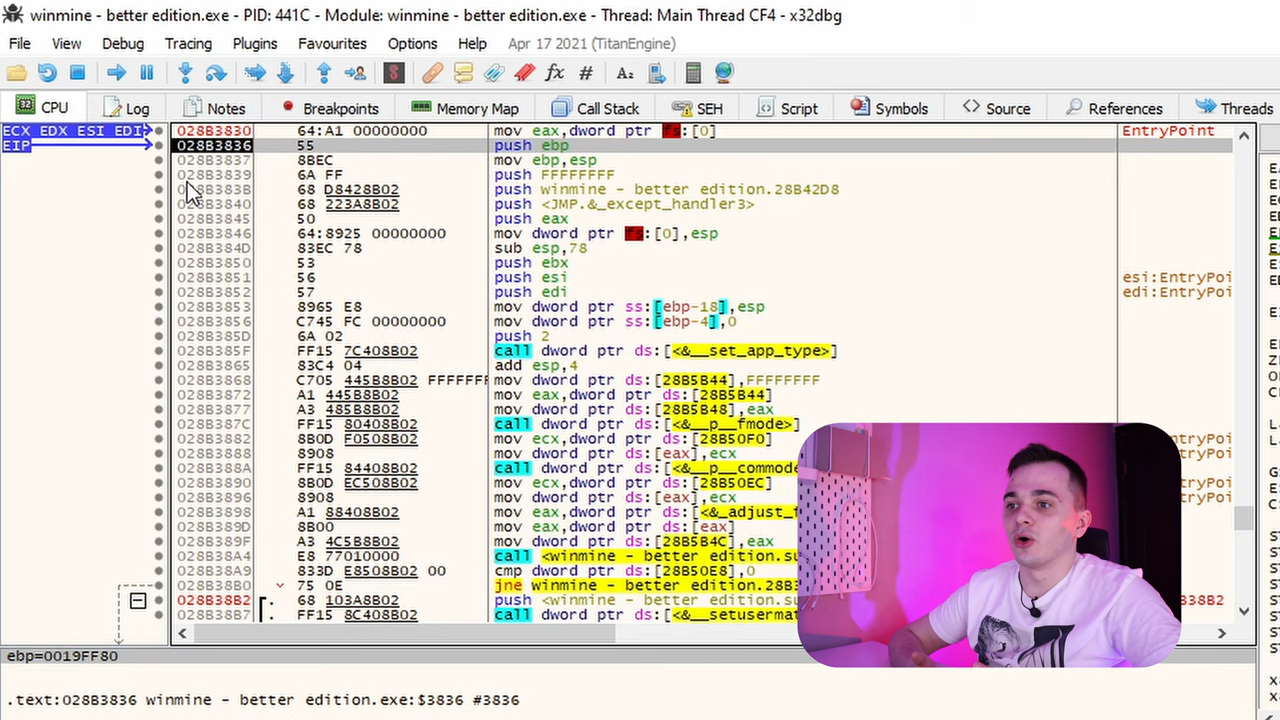 winmine - better edition.exe - PID: 441C - Module: winmine - better edition.exe - Thread: Main Thread CF4 - x32dbg
File View Debug Tracing Plugins Favourites Options Help Apr 17 2021 (TitanEngine)
CPU Log Notes Breakpoints Memory Map Call Stack SEH Script Symbols Source References Threads
ECX EDX ESI EDI 028B3830 64:A1 00000000 mov eax,dword ptr fs:[0] EntryPoint
EIP 028B3836 55 push ebp
028B3837 8BEC mov ebp,esp
028B3839 6A FF push FFFFFFFF
028B383B 68 D8428B02 push winmine - better edition.28B42D8
028B3840 68 223A8B02 push <JMP.&_except_handler3>
028B3845 50 push eax
028B3846 64:8925 00000000 mov dword ptr fs:[0],esp
028B384D 83EC 78 sub esp,78
028B3850 53 push ebx
028B3851 56 push esi esi:EntryPoi
028B3852 57 push edi edi:EntryPoi
028B3853 8965 E8 mov dword ptr ss:[ebp-18],esp
028B3856 C745 FC 00000000 mov dword ptr ss:[ebp-4],0
028B385D 6A 02 push 2
028B385F FF15 7C408B02 call dword ptr ds:[<&__set_app_type>]
028B3865 83C4 04 add esp,4
028B3868 C705 445B8B02 FFFFFFF mov dword ptr ds:[28B5B44],FFFFFFFF
028B3872 A1 445B8B02 mov eax,dword ptr ds:[28B5B44]
028B3877 A3 485B8B02 mov dword ptr ds:[28B5B48],eax
028B387C FF15 80408B02 call dword ptr ds:[<&__p__fmode>]
028B3882 8B0D F0508B02 mov ecx,dword ptr ds:[28B50F0] ntryPoi
028B3888 8908 mov dword ptr ds:[eax],ecx ntryPoi
028B388A FF15 84408B02 call dword ptr ds:[<&__p__commode
028B3890 8B0D EC508B02 mov ecx,dword ptr ds:[28B50EC] ntryPoi
028B3896 8908 mov dword ptr ds:[eax],ecx ntryPoi
028B3898 A1 88408B02 mov eax,dword ptr ds:[<&_adjust_f
028B389D 8B00 mov eax,dword ptr ds:[eax]
028B389F A3 4C5B8B02 mov dword ptr ds:[28B5B4C],eax
028B38A4 E8 77010000 call <winmine - better edition.su
028B38A9 833D E8508B02 00 cmp dword ptr ds:[28B50E8],0
028B38B0 75 0E jne winmine - better edition.28B3
028B38B2 68 103A8B02 push <winmine - better edition.su 38B2
028B38B7 FF15 8C408B02 call dword ptr ds:[<&__setusermat
ebp=0019FF80
.text:028B3836 winmine - better edition.exe:$3836 #3836